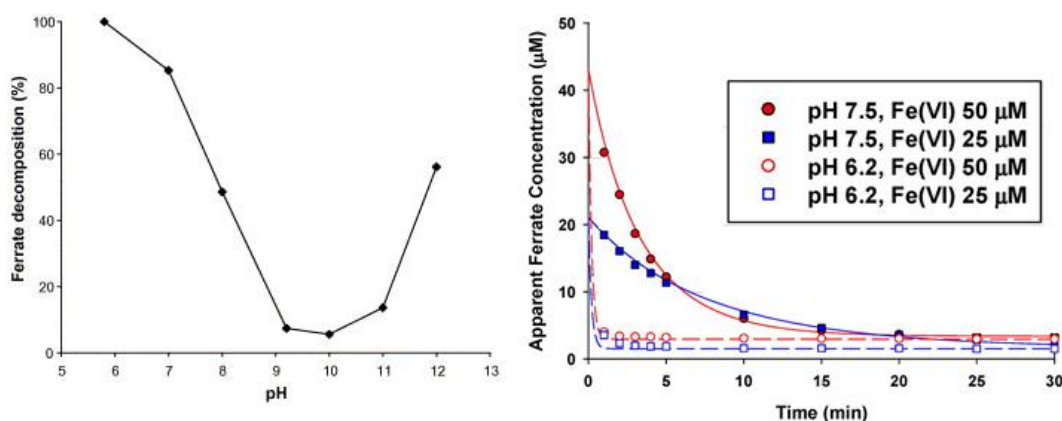 Ferrate decomposition (%)
100
80
60
40
20
0
5 6 7 8 9 10 11 12 13
pH
Apparent Ferrate Concentration (µM)
50
40
30
20
10
0
0 5 10 15 20 25 30
Time (min)
pH 7.5, Fe(VI) 50 µM
pH 7.5, Fe(VI) 25 µM
pH 6.2, Fe(VI) 50 µM
pH 6.2, Fe(VI) 25 µM